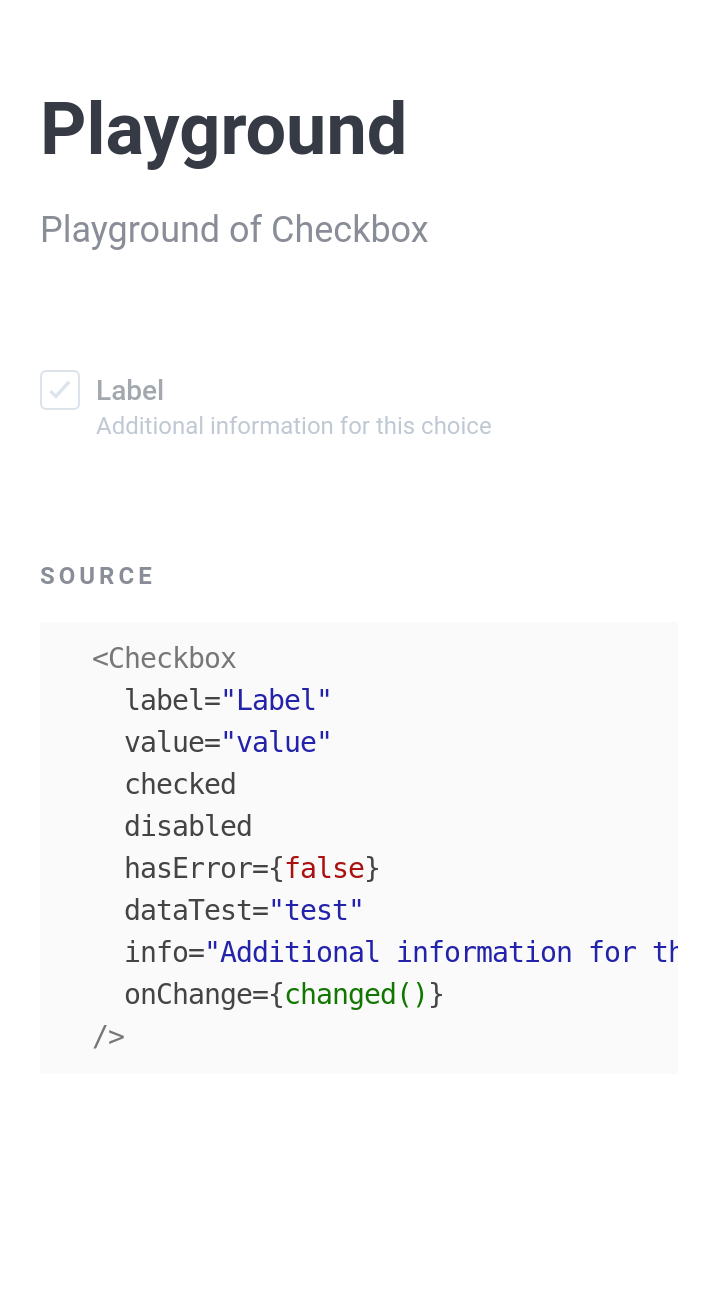 Playground
Playground of Checkbox
Label
Additional information for this choice
SOURCE
<Checkbox
label="Label"
value="value"
checked
disabled
hasError={false}
dataTest="test"
info="Additional information for th
onChange={changed()}
/>